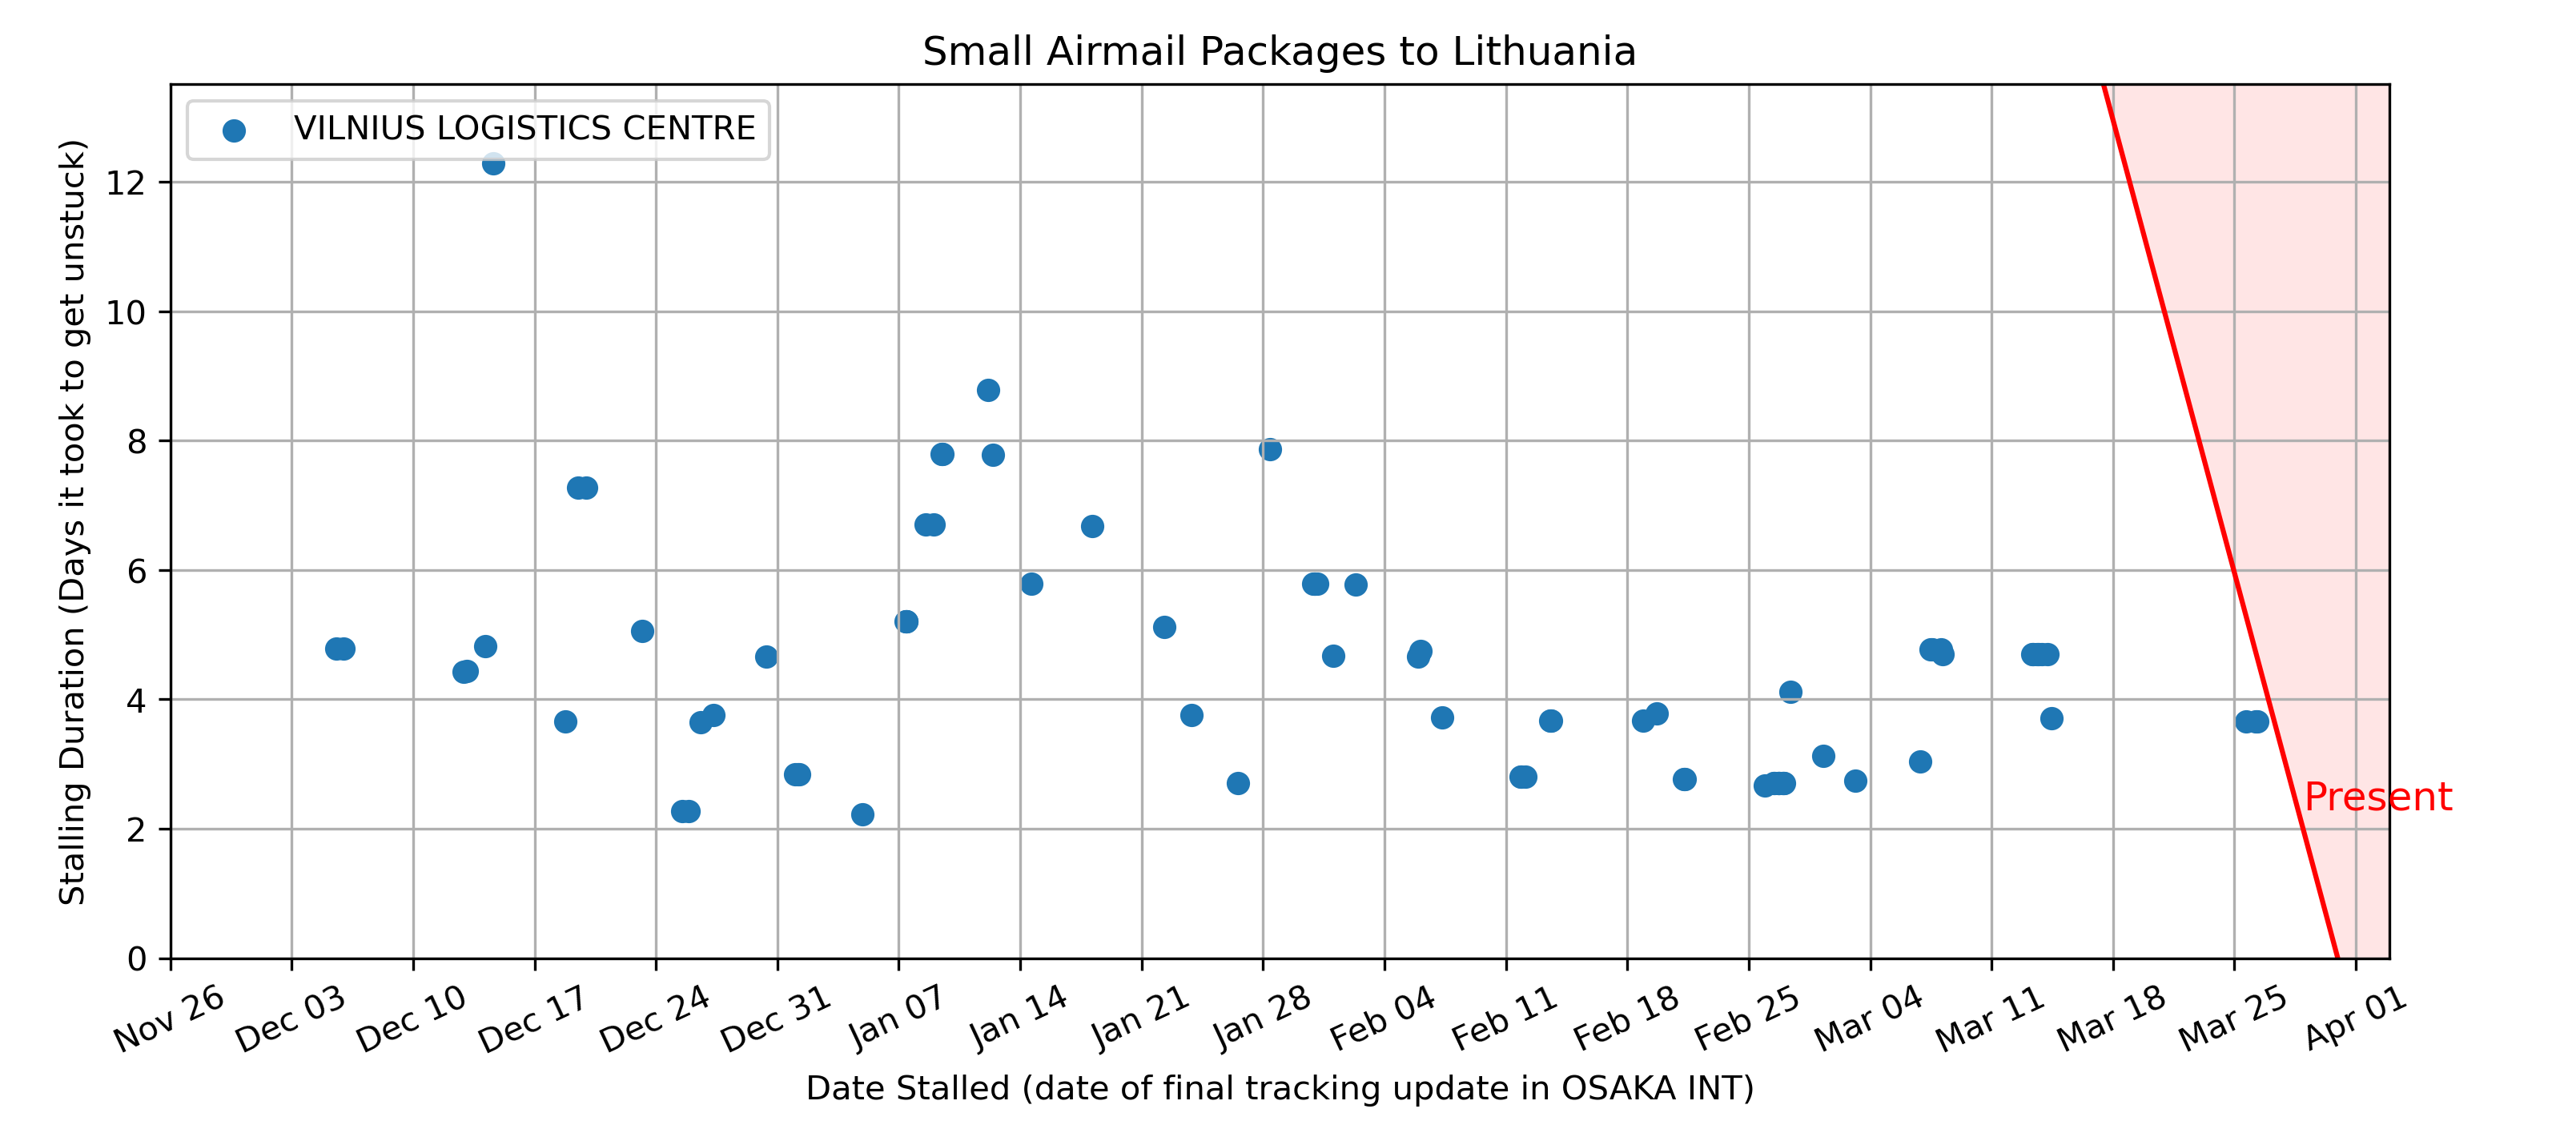 Small Airmail Packages to Lithuania
VILNIUS LOGISTICS CENTRE
Stalling Duration (Days it took to get unstuck)
12
10
8
6
4
2
0
Present
Nov 26
Dec 03
Dec 10
Dec 17
Dec 24
Dec 31
Jan 07
Jan 14
Jan 21
Jan 28
Feb 04
Feb 11
Feb 18
Feb 25
Mar 04
Mar 11
Mar 18
Mar 25
Apr 01
Date Stalled (date of final tracking update in OSAKA INT)